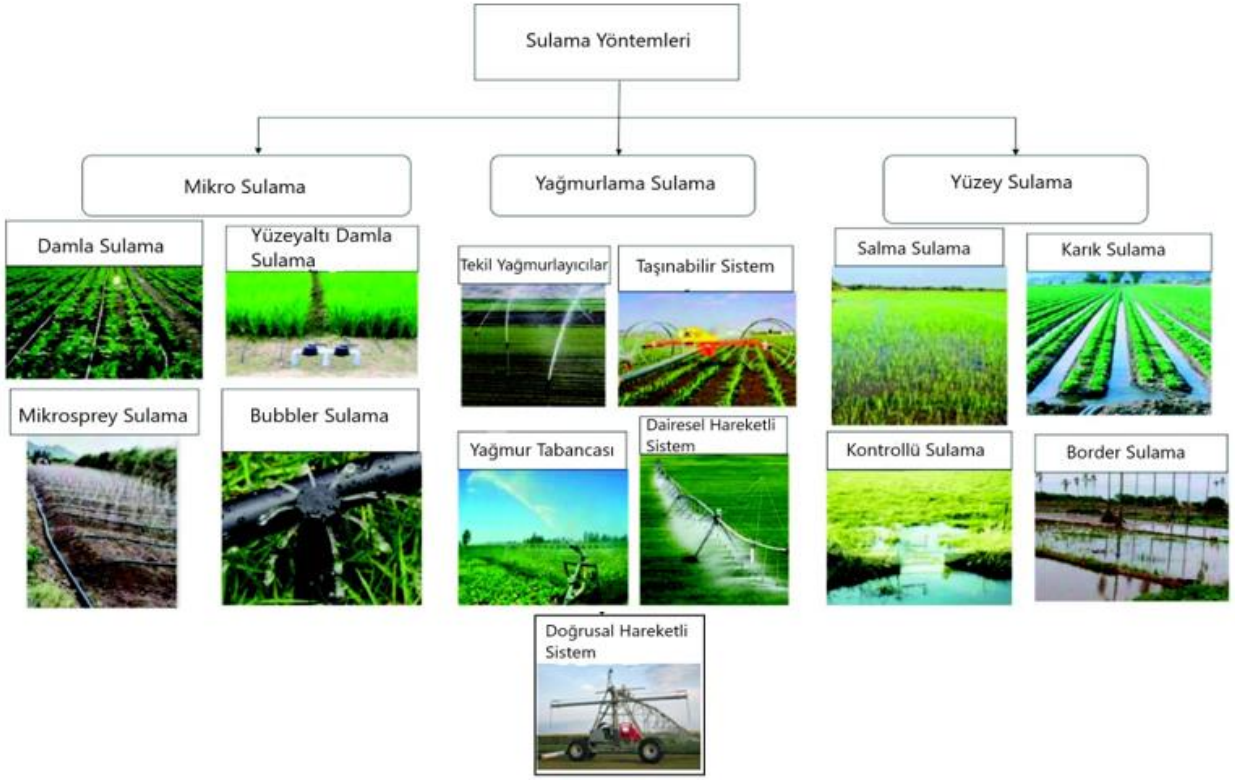 Sulama Yöntemleri
Mikro Sulama
Yağmurlama Sulama
Yüzey Sulama
Damla Sulama
Yüzeyaltı Damla
Sulama
Mikrosprey Sulama
Bubbler Sulama
Tekil Yağmurlayıcılar
Taşınabilir Sistem
Yağmur Tabancası
Dairesel Hareketli
Sistem
Doğrusal Hareketli
Sistem
Salma Sulama
Karık Sulama
Kontrollü Sulama
Border Sulama